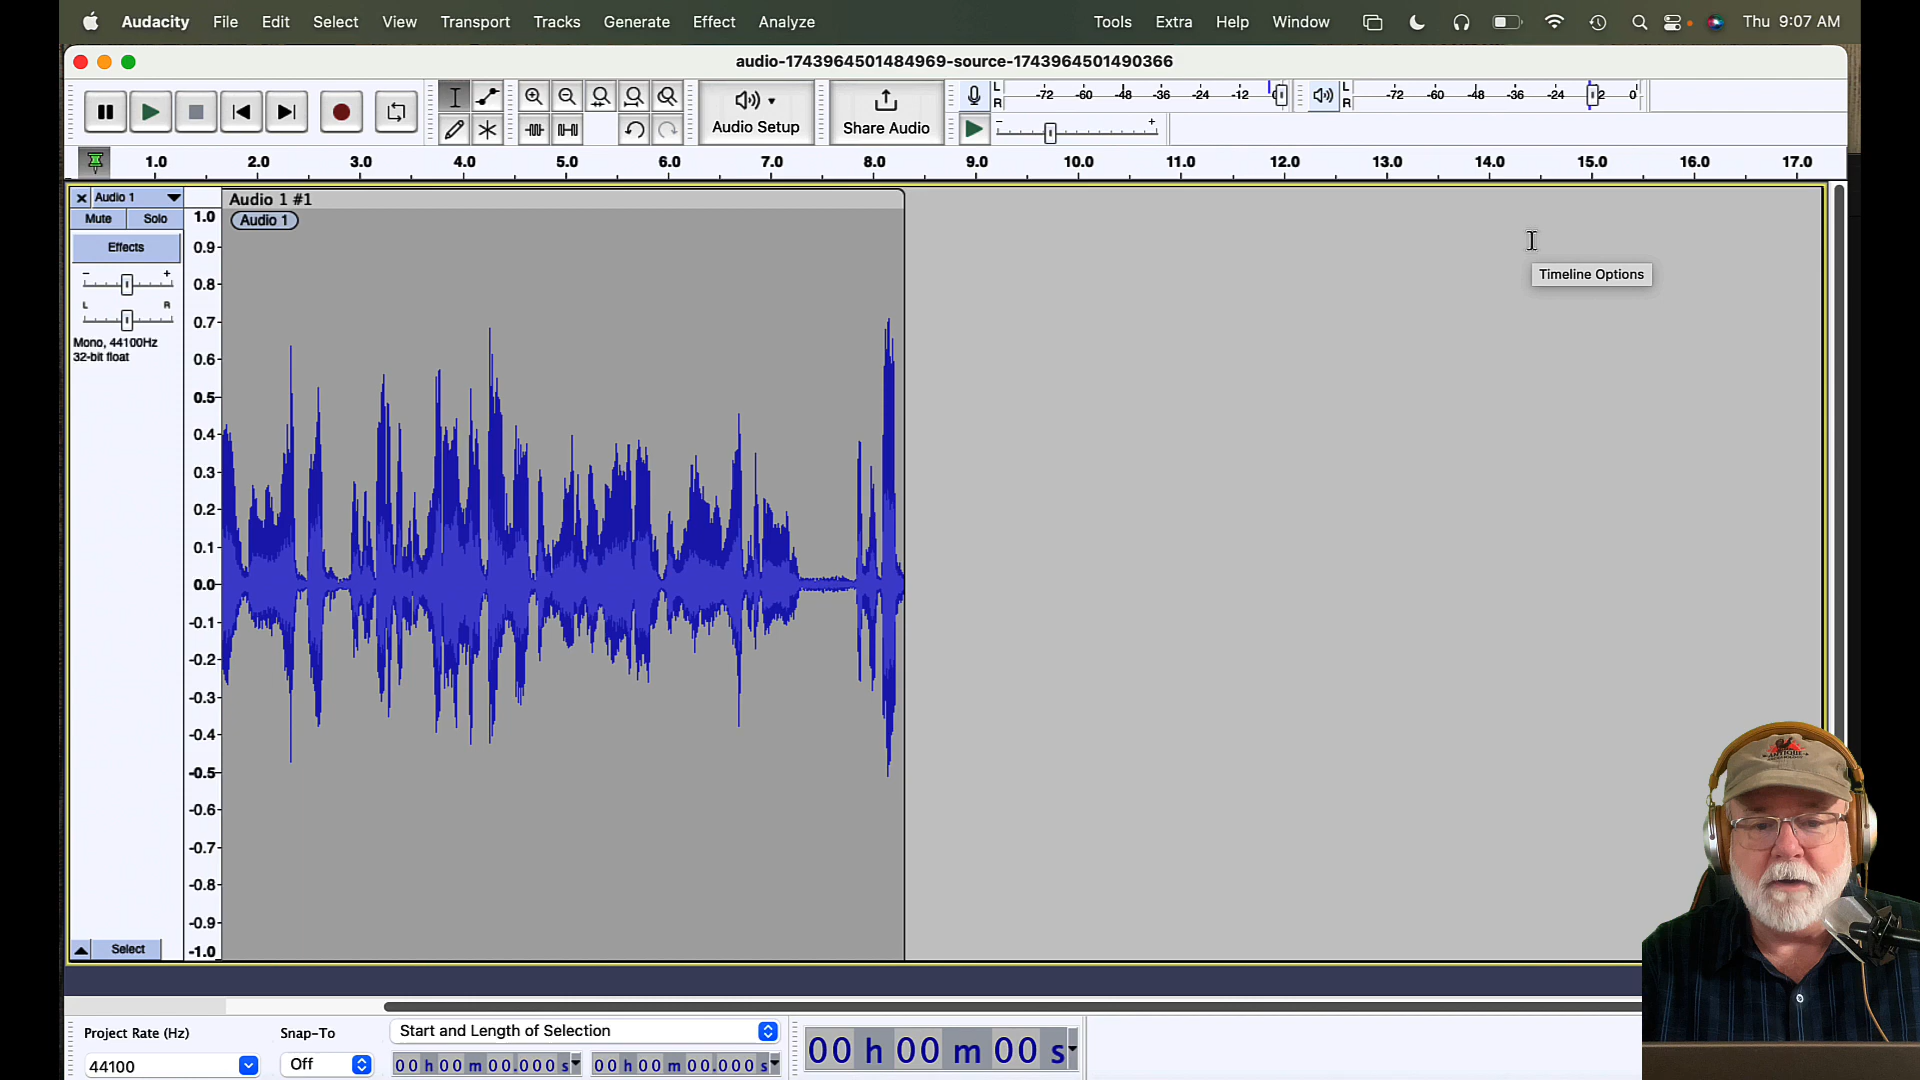 Audacity File Edit Select View Transport Tracks Generate Effect Analyze Tools Extra Help Window Thu 9:07 AM
audio-1743964501484969-source-1743964501490366
Audio Setup
Share Audio
L
R
-72 -60 -48 -36 -24 -12 0
L
R
-72 -60 -48 -36 -24 -12 0
- +
1.0 2.0 3.0 4.0 5.0 6.0 7.0 8.0 9.0 10.0 11.0 12.0 13.0 14.0 15.0 16.0 17.0
Audio 1
Mute Solo
Effects
- +
L R
Mono, 44100Hz
32-bit float
Select
Audio 1 #1
Audio 1
1.0
0.9
0.8
0.7
0.6
0.5
0.4
0.3
0.2
0.1
0.0
-0.1
-0.2
-0.3
-0.4
-0.5
-0.6
-0.7
-0.8
-0.9
-1.0
Timeline Options
ANTIQUE
Project Rate (Hz)
44100
Snap-To
Off
Start and Length of Selection
00 h 00 m 00.000 s
00 h 00 m 00.000 s
00 h 00 m 00 s